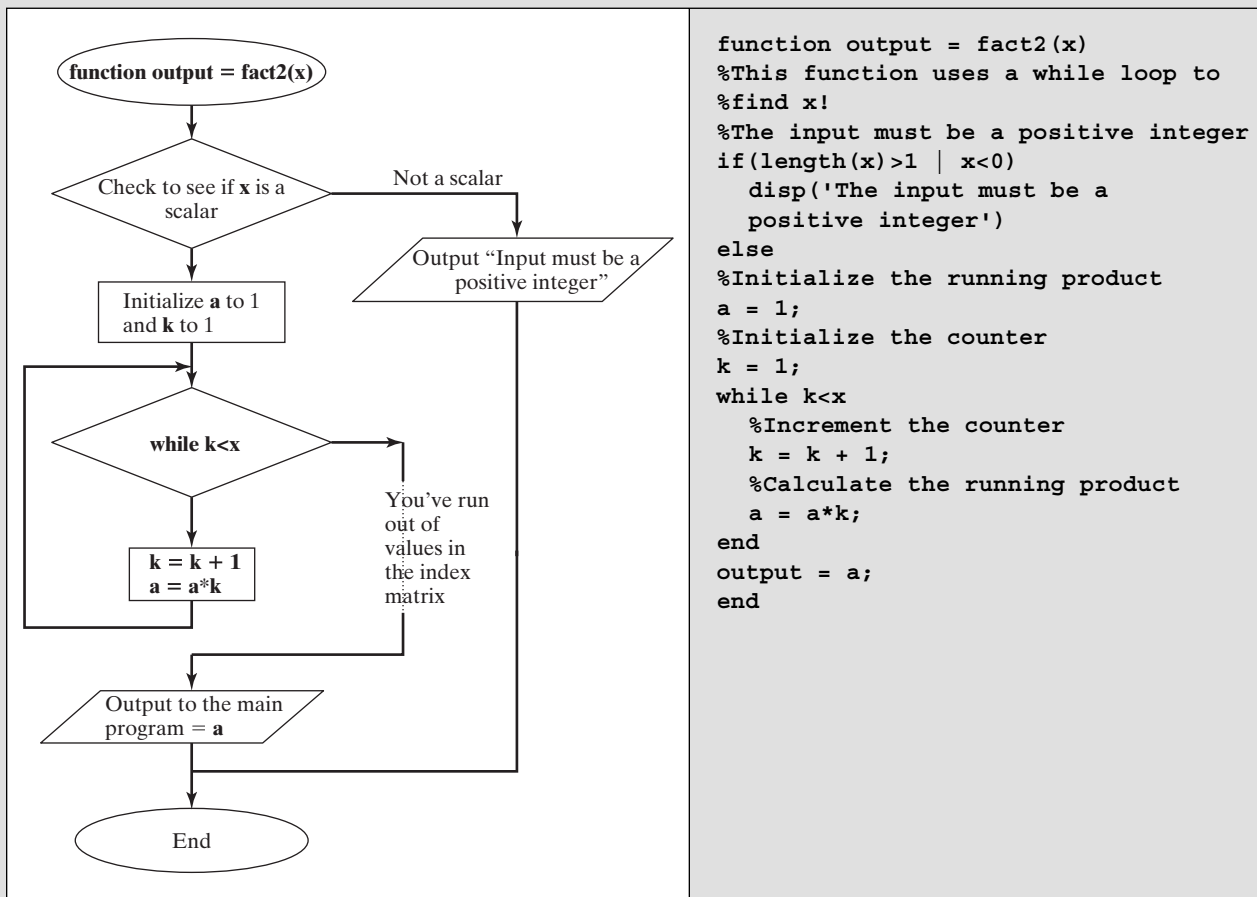 function output = fact2(x)
Check to see if x is a
scalar
Not a scalar
Output “Input must be a
positive integer”
Initialize a to 1
and k to 1
while k<x
You’ve run
out of
values in
the index
matrix
k = k + 1
a = a*k
Output to the main
program = a
End
function output = fact2(x)
%This function uses a while loop to
%find x!
%The input must be a positive integer
if(length(x)>1 | x<0)
disp('The input must be a
positive integer')
else
%Initialize the running product
a = 1;
%Initialize the counter
k = 1;
while k<x
%Increment the counter
k = k + 1;
%Calculate the running product
a = a*k;
end
output = a;
end